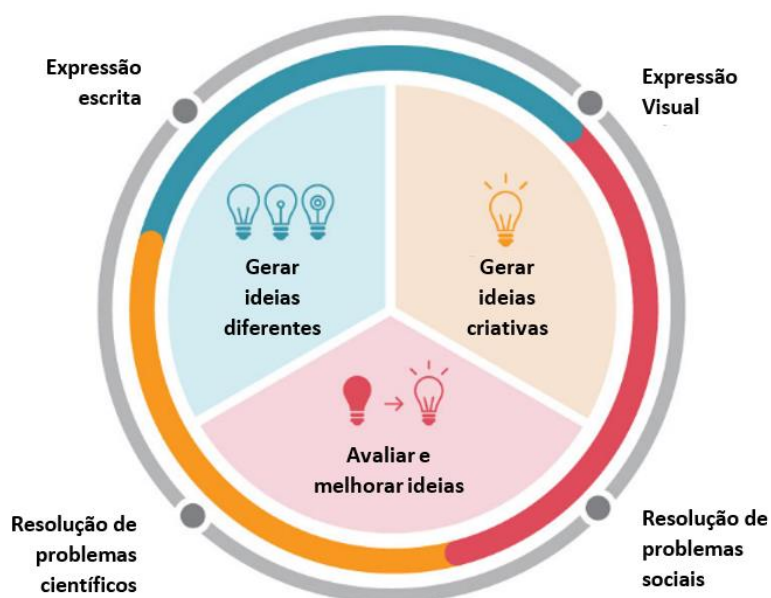 Expressão
escrita
Expressão
Visual
Gerar
ideias
diferentes
Gerar
ideias
criativas
Avaliar e
melhorar ideias
Resolução de
problemas
científicos
Resolução de
problemas
sociais